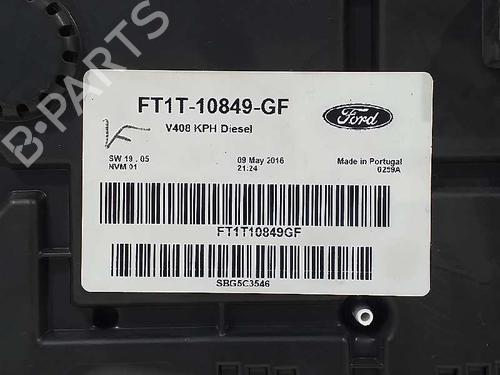 B-PARTS
FT1T-10849-GF
Ford
V408 KPH Diesel
SW 19 . 05
NVM 01
09 May 2016
21:24
Made in Portugal
0259A
FT1T10849GF
SBG5C3546